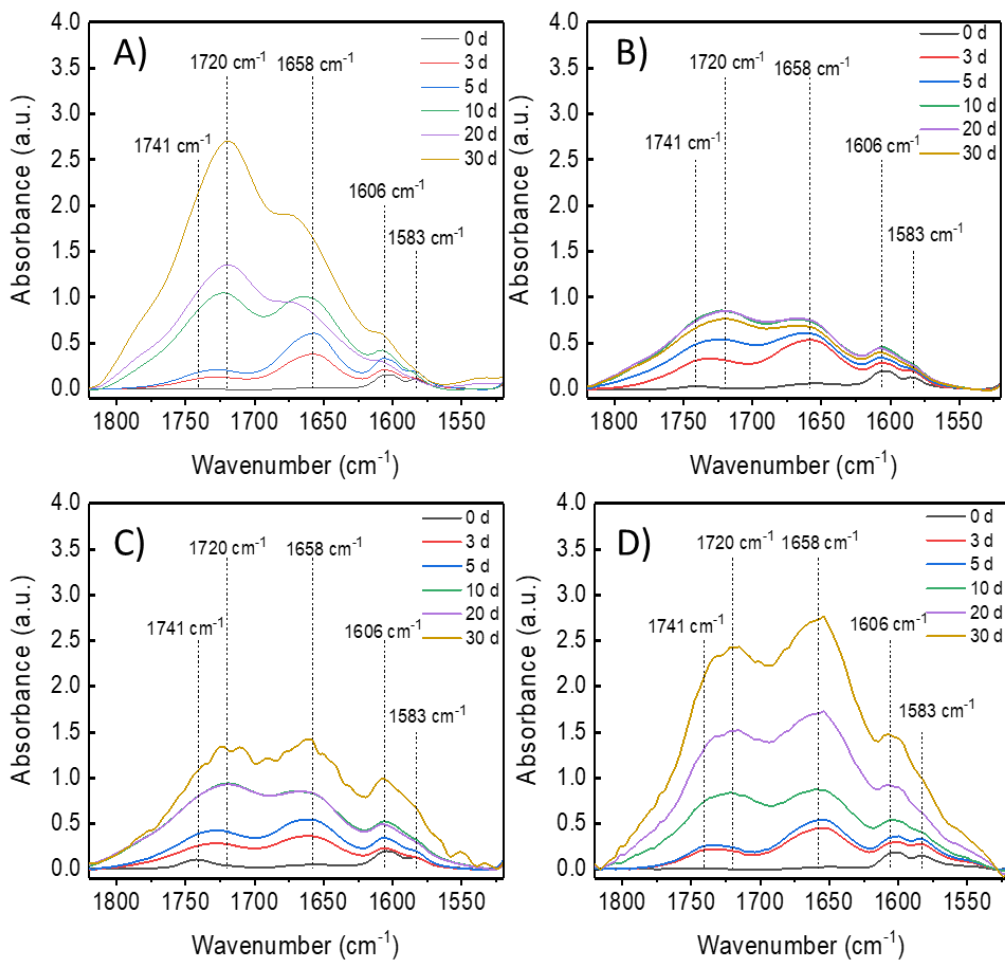 A)
1720 cm⁻¹
1658 cm⁻¹
1741 cm⁻¹
1606 cm⁻¹
1583 cm⁻¹
0 d
3 d
5 d
10 d
20 d
30 d
4.0
3.5
3.0
2.5
2.0
1.5
1.0
0.5
0.0
Absorbance (a.u.)
1800 1750 1700 1650 1600 1550
Wavenumber (cm⁻¹)
B)
1720 cm⁻¹
1658 cm⁻¹
1741 cm⁻¹
1606 cm⁻¹
1583 cm⁻¹
0 d
3 d
5 d
10 d
20 d
30 d
4.0
3.5
3.0
2.5
2.0
1.5
1.0
0.5
0.0
Absorbance (a.u.)
1800 1750 1700 1650 1600 1550
Wavenumber (cm⁻¹)
C)
1720 cm⁻¹
1658 cm⁻¹
1741 cm⁻¹
1606 cm⁻¹
1583 cm⁻¹
0 d
3 d
5 d
10 d
20 d
30 d
4.0
3.5
3.0
2.5
2.0
1.5
1.0
0.5
0.0
Absorbance (a.u.)
1800 1750 1700 1650 1600 1550
Wavenumber (cm⁻¹)
D)
1720 cm⁻¹
1658 cm⁻¹
1741 cm⁻¹
1606 cm⁻¹
1583 cm⁻¹
0 d
3 d
5 d
10 d
20 d
30 d
4.0
3.5
3.0
2.5
2.0
1.5
1.0
0.5
0.0
Absorbance (a.u.)
1800 1750 1700 1650 1600 1550
Wavenumber (cm⁻¹)